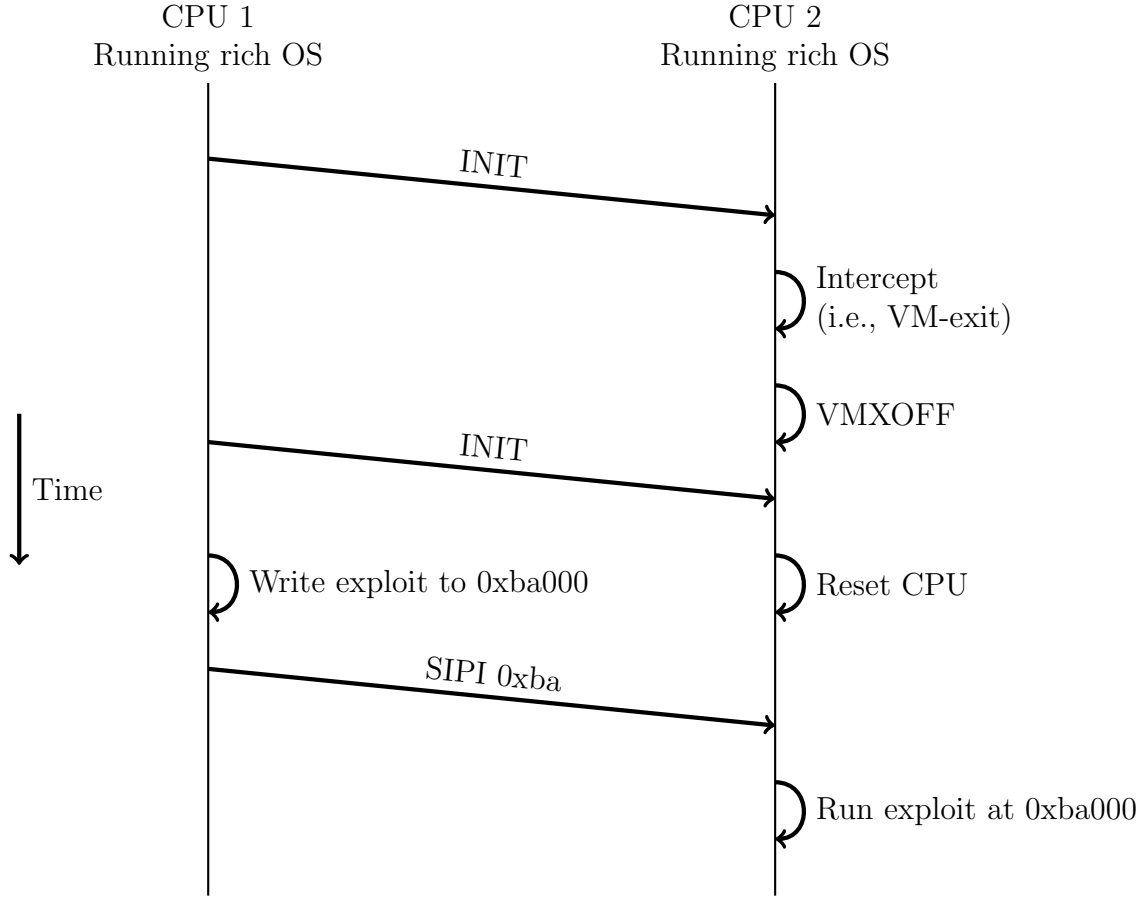 CPU 1
Running rich OS
CPU 2
Running rich OS
INIT
Intercept
(i.e., VM-exit)
VMXOFF
INIT
Time
Write exploit to 0xba000
Reset CPU
SIPI 0xba
Run exploit at 0xba000